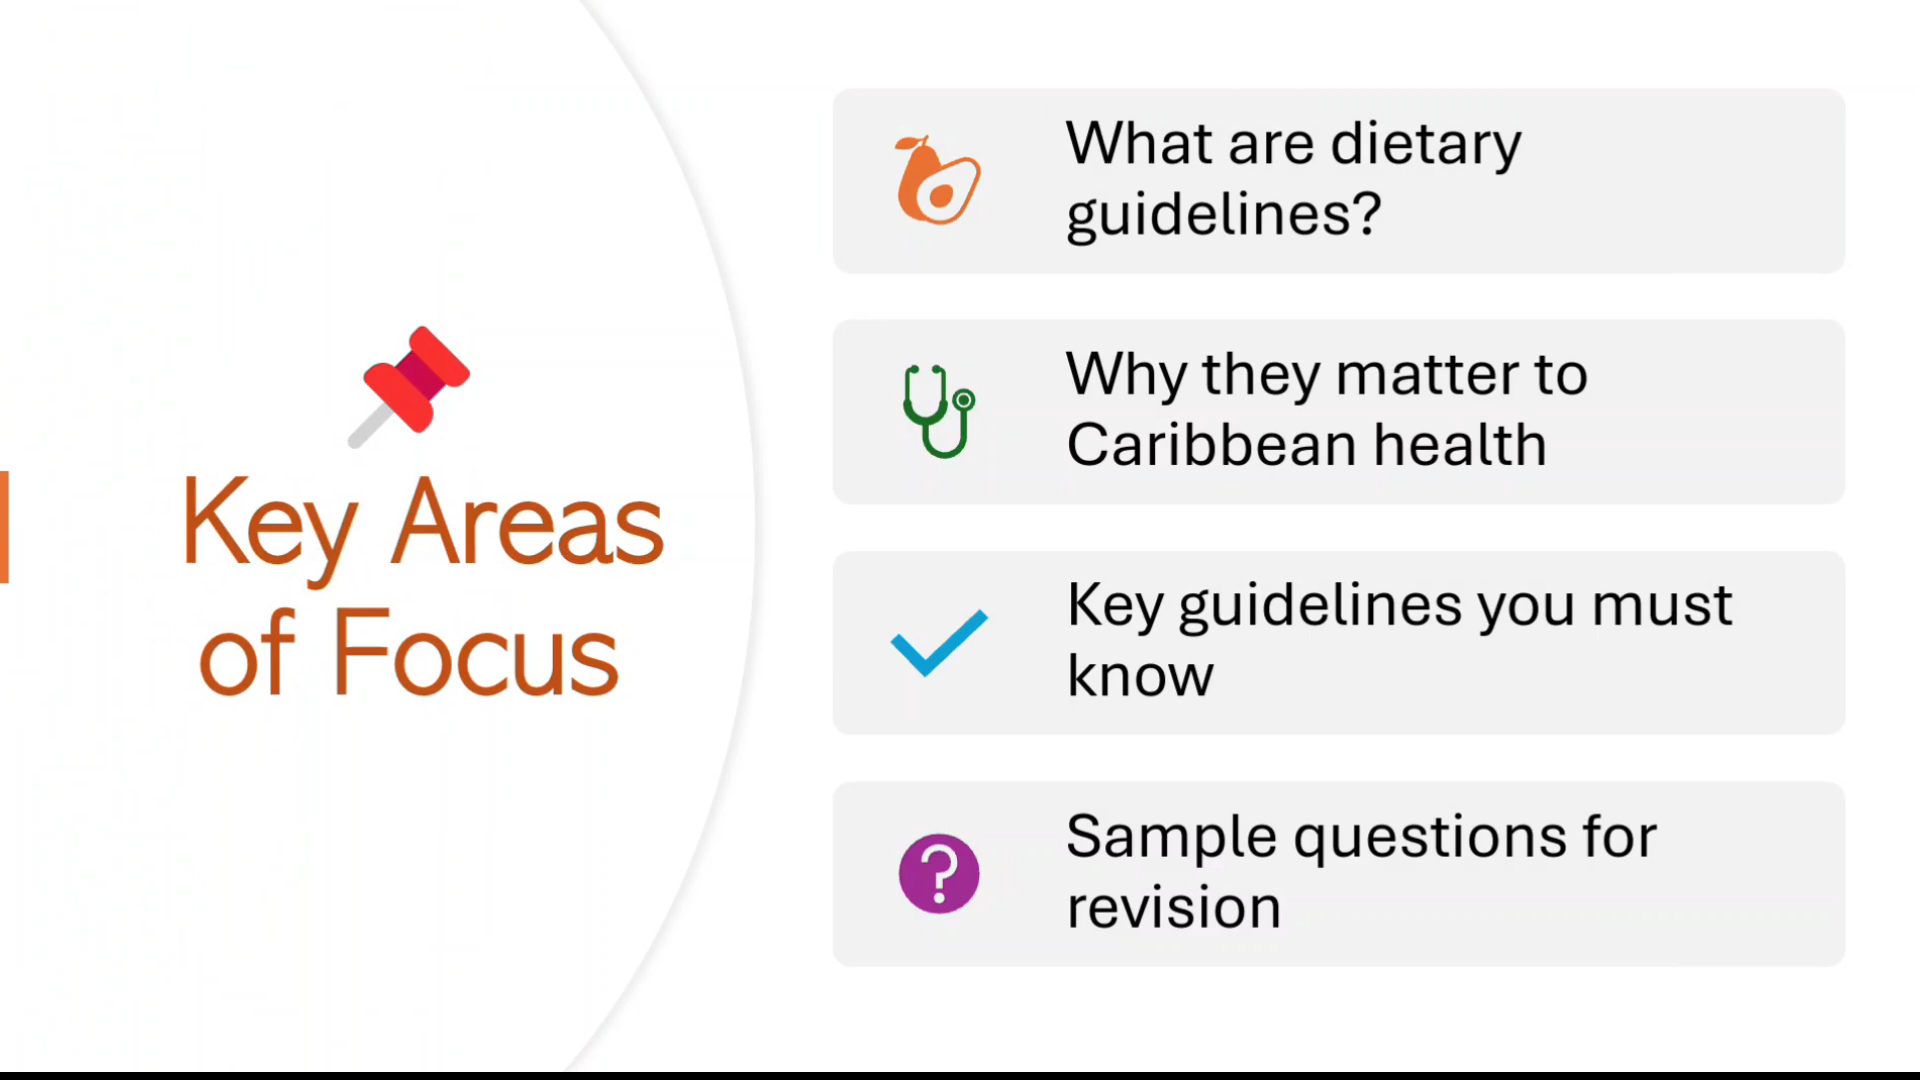 Key Areas
of Focus
What are dietary
guidelines?
Why they matter to
Caribbean health
Key guidelines you must
know
Sample questions for
revision